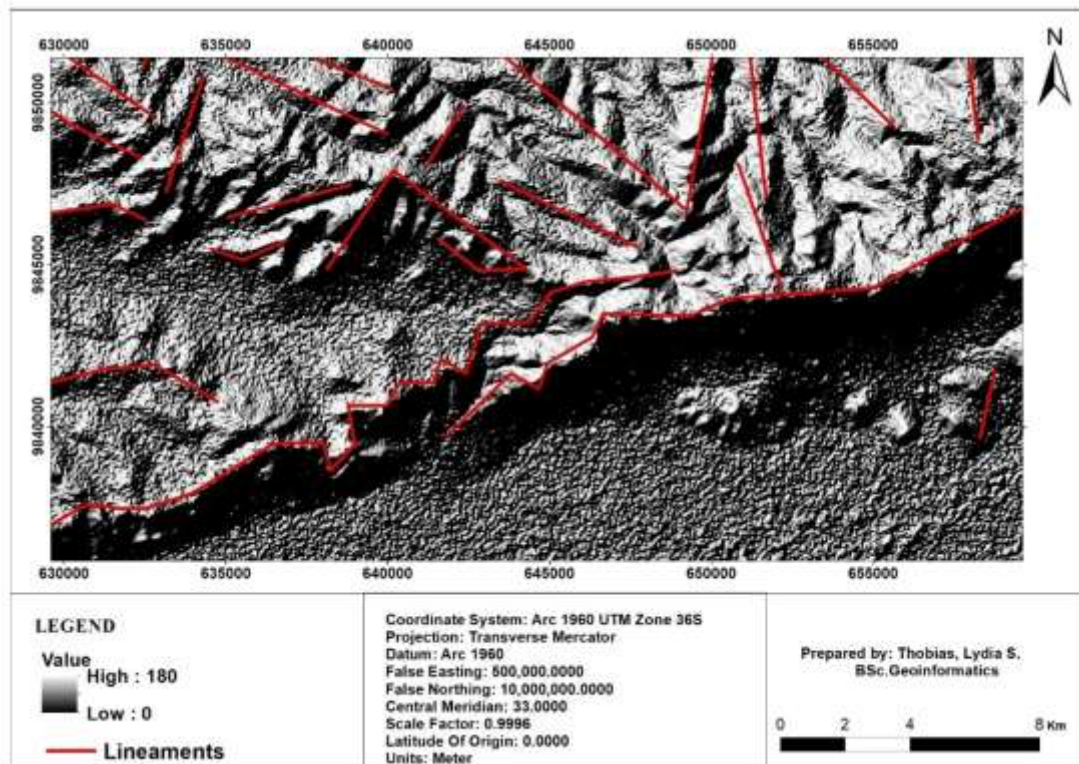 630000 635000 640000 645000 650000 655000
N
9850000
9850000
9845000
9845000
9840000
9840000
630000 635000 640000 645000 650000 655000
LEGEND
Value
High : 180
Low : 0
Lineaments
Coordinate System: Arc 1960 UTM Zone 36S
Projection: Transverse Mercator
Datum: Arc 1960
False Easting: 500,000.0000
False Northing: 10,000,000.0000
Central Meridian: 33.0000
Scale Factor: 0.9996
Latitude Of Origin: 0.0000
Units: Meter
Prepared by: Thobias, Lydia S.
BSc.Geoinformatics
0 2 4 8 Km